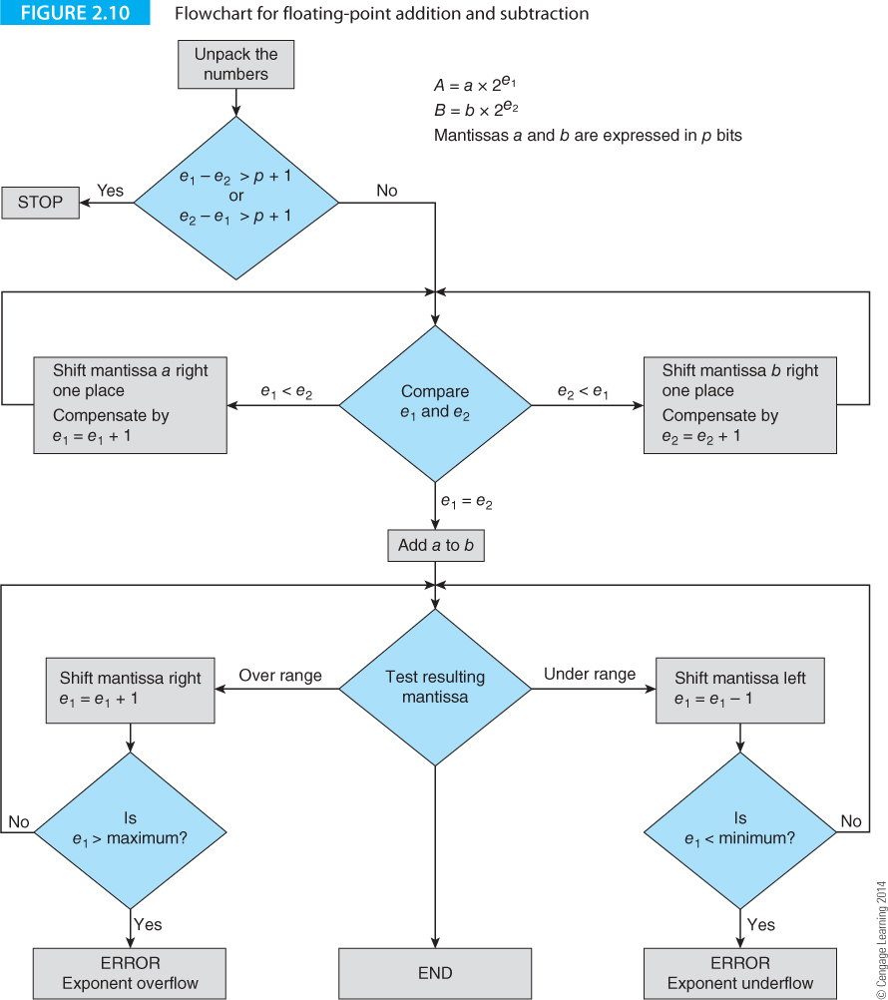 FIGURE 2.10 Flowchart for floating-point addition and subtraction
Unpack the
numbers
A = a × 2^e₁
B = b × 2^e₂
Mantissas a and b are expressed in p bits
e₁ – e₂ > p + 1
or
e₂ – e₁ > p + 1
Yes
STOP
No
Shift mantissa a right
one place
Compensate by
e₁ = e₁ + 1
e₁ < e₂
Compare
e₁ and e₂
e₂ < e₁
Shift mantissa b right
one place
Compensate by
e₂ = e₂ + 1
e₁ = e₂
Add a to b
Shift mantissa right
e₁ = e₁ + 1
Over range
Test resulting
mantissa
Under range
Shift mantissa left
e₁ = e₁ – 1
No
Is
e₁ > maximum?
Is
e₁ < minimum?
No
Yes
Yes
ERROR
Exponent overflow
END
ERROR
Exponent underflow
© Cengage Learning 2014